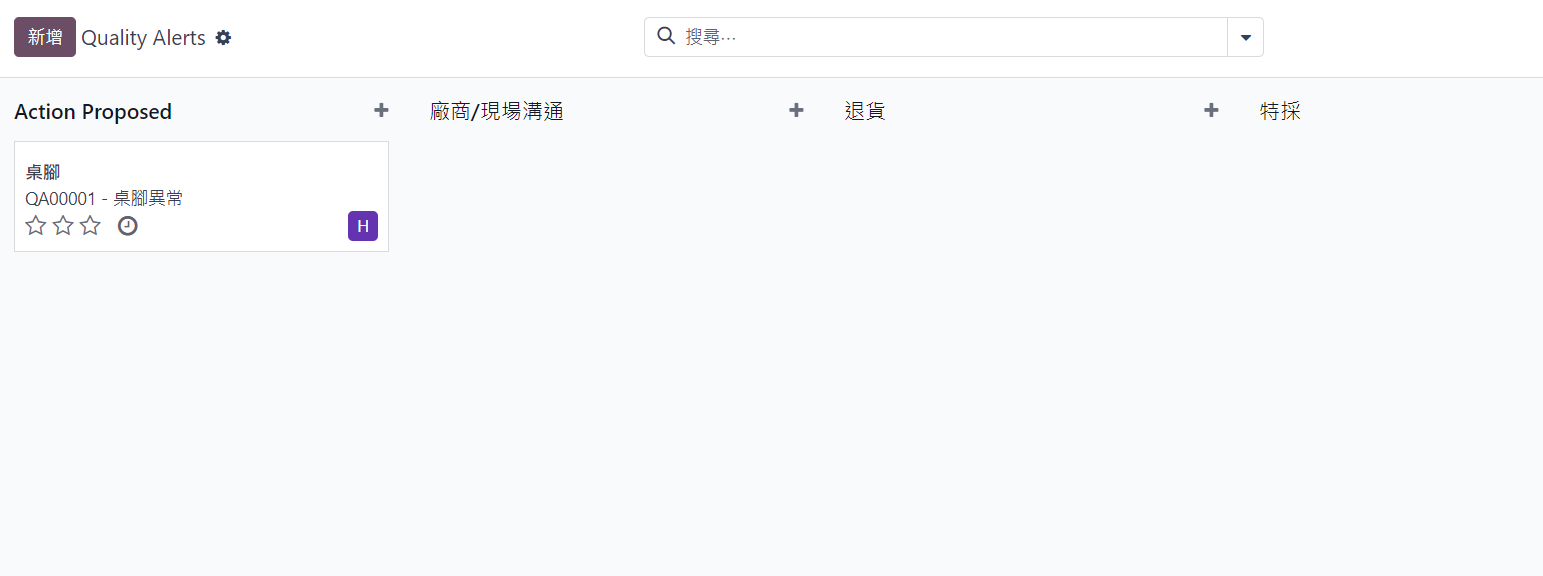 新增 Quality Alerts 搜尋...
Action Proposed
廠商/現場溝通
退貨
特採
桌腳
QA00001 - 桌腳異常
H